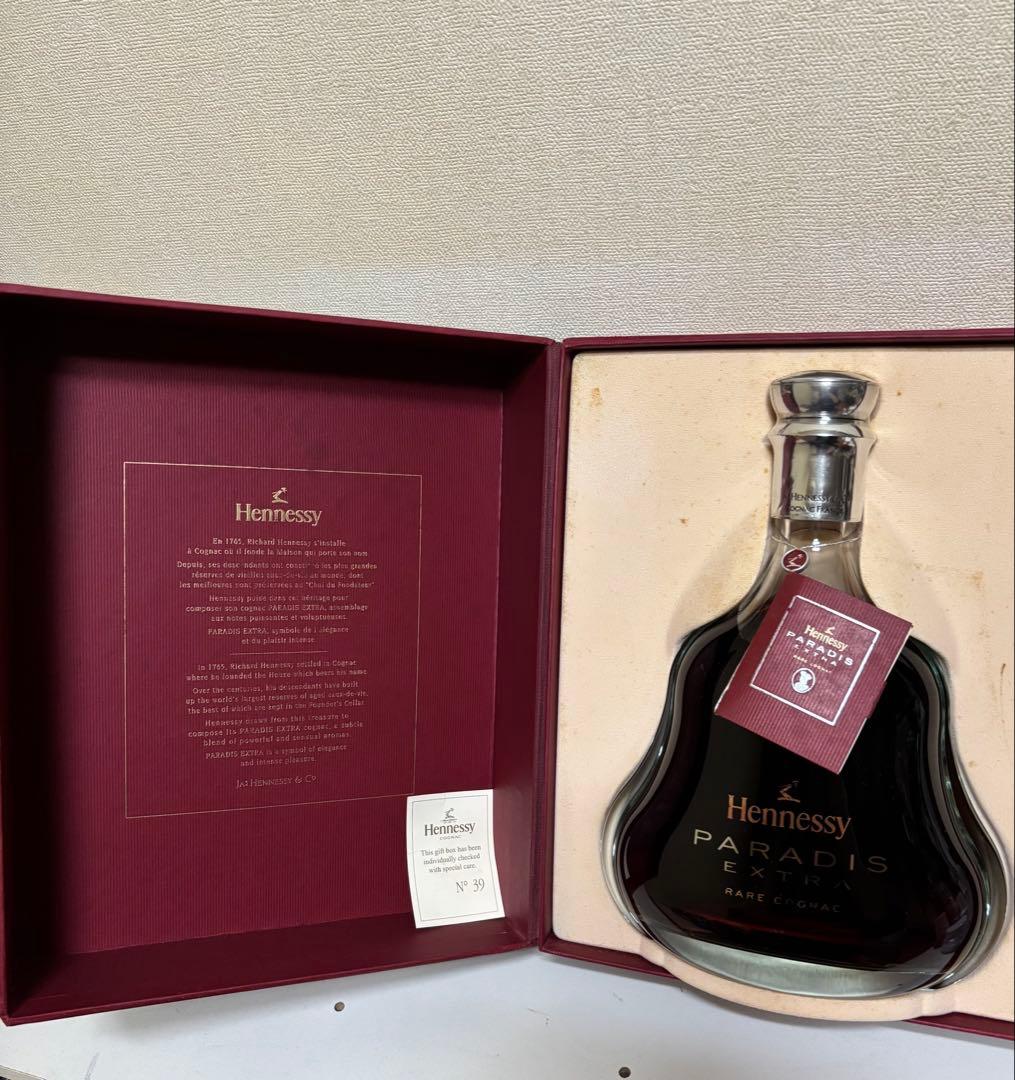 Hennessy
En 1765, Richard Hennessy s'installe
à Cognac où il fonde la Maison qui porte son nom
Depuis, ses descendants ont constitué les plus grandes
réserves de vieilles eaux-de-vie au monde, dont
les meilleures sont préservées au "Chai du Fondateur"
Hennessy puise dans cet héritage pour
composer son cognac PARADIS EXTRA, assemblage
aux notes puissantes et voluptueuses.
PARADIS EXTRA, symbole de l'élégance
et du plaisir intense.
In 1765, Richard Hennessy settled in Cognac
where he founded the House which bears his name.
Over the centuries, his descendants have built
up the world's largest reserves of aged eaux-de-vie,
the best of which are kept in the Founder's Cellar.
Hennessy draws from this treasure to
compose its PARADIS EXTRA cognac, a subtle
blend of powerful and sensual aromas.
PARADIS EXTRA is a symbol of elegance
and intense pleasure.
JAs HENNESSY & Co
Hennessy
COGNAC
This gift box has been
individually checked
with special care.
N° 39
HENNESSY
COGNAC FRANCE
Hennessy
PARADIS
EXTRA
RARE COGNAC
Hennessy
PARADIS
EXTRA
RARE COGNAC